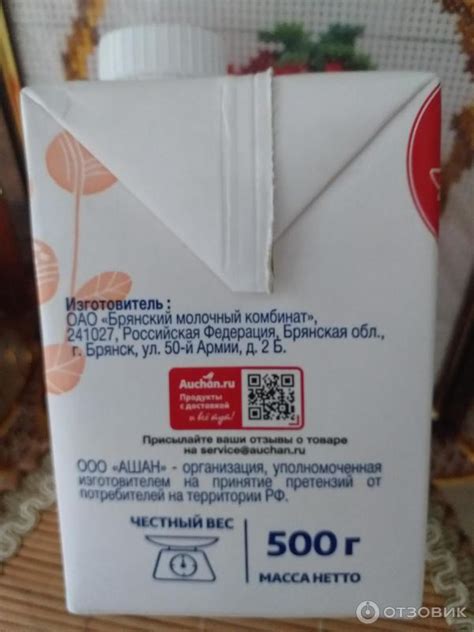 Изготовитель :
ОАО «Брянский молочный комбинат»,
241027, Российская Федерация, Брянская обл.,
г. Брянск, ул. 50-й Армии, д. 2 Б.
Auchan.ru
Продукты
с доставкой
и всё тут!
Присылайте ваши отзывы о товаре
на service@auchan.ru
ООО «АШАН» - организация, уполномоченная
изготовителем на принятие претензий от
потребителей на территории РФ.
ЧЕСТНЫЙ ВЕС
500 г
МАССА НЕТТО
ОТЗОВИК